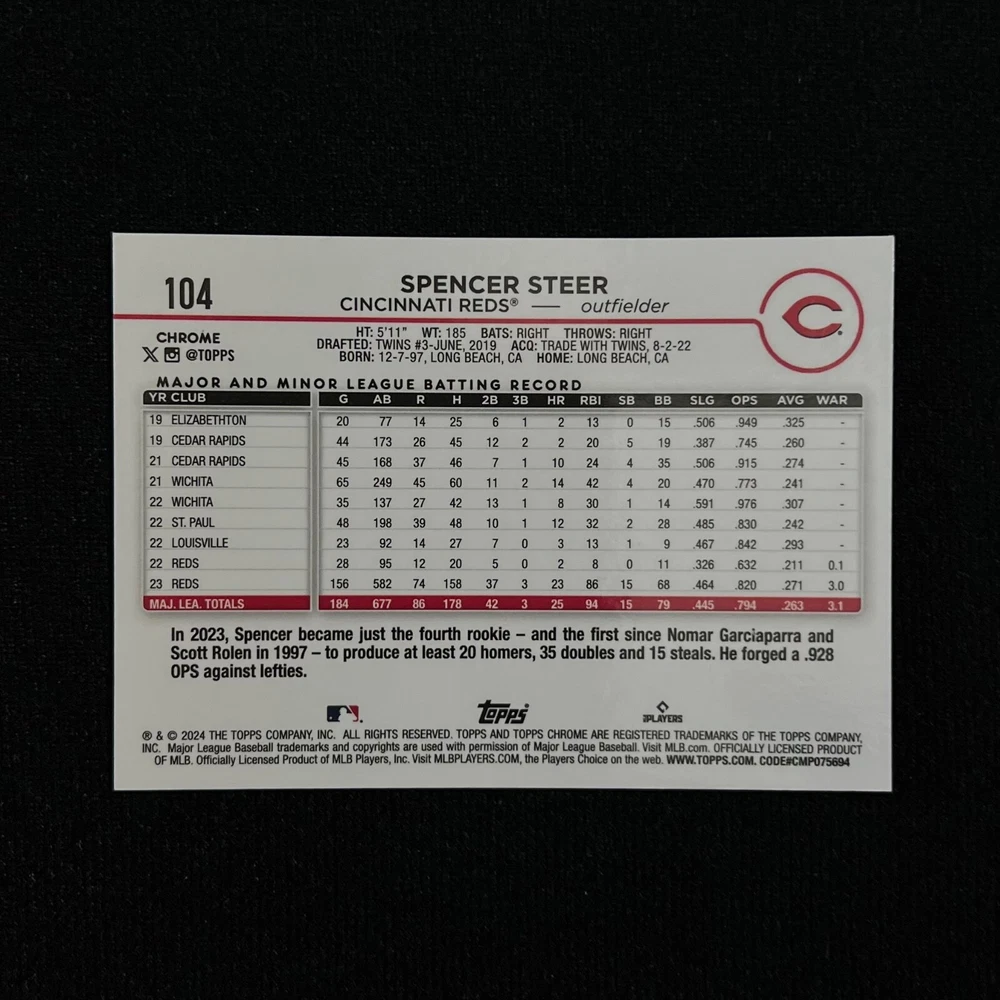 104
SPENCER STEER
CINCINNATI REDS® — outfielder
C
CHROME
@TOPPS
HT: 5'11" WT: 185 BATS: RIGHT THROWS: RIGHT
DRAFTED: TWINS #3-JUNE, 2019 ACQ: TRADE WITH TWINS, 8-2-22
BORN: 12-7-97, LONG BEACH, CA HOME: LONG BEACH, CA
MAJOR AND MINOR LEAGUE BATTING RECORD
YR CLUB G AB R H 2B 3B HR RBI SB BB SLG OPS AVG WAR
19 ELIZABETHTON 20 77 14 25 6 1 2 13 0 15 .506 .949 .325 -
19 CEDAR RAPIDS 44 173 26 45 12 2 2 20 5 19 .387 .745 .260 -
21 CEDAR RAPIDS 45 168 37 46 7 1 10 24 4 35 .506 .915 .274 -
21 WICHITA 65 249 45 60 11 2 14 42 4 20 .470 .773 .241 -
22 WICHITA 35 137 27 42 13 1 8 30 1 14 .591 .976 .307 -
22 ST. PAUL 48 198 39 48 10 1 12 32 2 28 .485 .830 .242 -
22 LOUISVILLE 23 92 14 27 7 0 3 13 1 9 .467 .842 .293 -
22 REDS 28 95 12 20 5 0 2 8 0 11 .326 .632 .211 0.1
23 REDS 156 582 74 158 37 3 23 86 15 68 .464 .820 .271 3.0
MAJ. LEA. TOTALS 184 677 86 178 42 3 25 94 15 79 .445 .794 .263 3.1
In 2023, Spencer became just the fourth rookie – and the first since Nomar Garciaparra and
Scott Rolen in 1997 – to produce at least 20 homers, 35 doubles and 15 steals. He forged a .928
OPS against lefties.
Topps®
PLAYERS
® & © 2024 THE TOPPS COMPANY, INC. ALL RIGHTS RESERVED. TOPPS AND TOPPS CHROME ARE REGISTERED TRADEMARKS OF THE TOPPS COMPANY,
INC. Major League Baseball trademarks and copyrights are used with permission of Major League Baseball. Visit MLB.com. OFFICIALLY LICENSED PRODUCT
OF MLB. Officially Licensed Product of MLB Players, Inc. Visit MLBPLAYERS.COM, the Players Choice on the web. WWW.TOPPS.COM. CODE#CMP075694